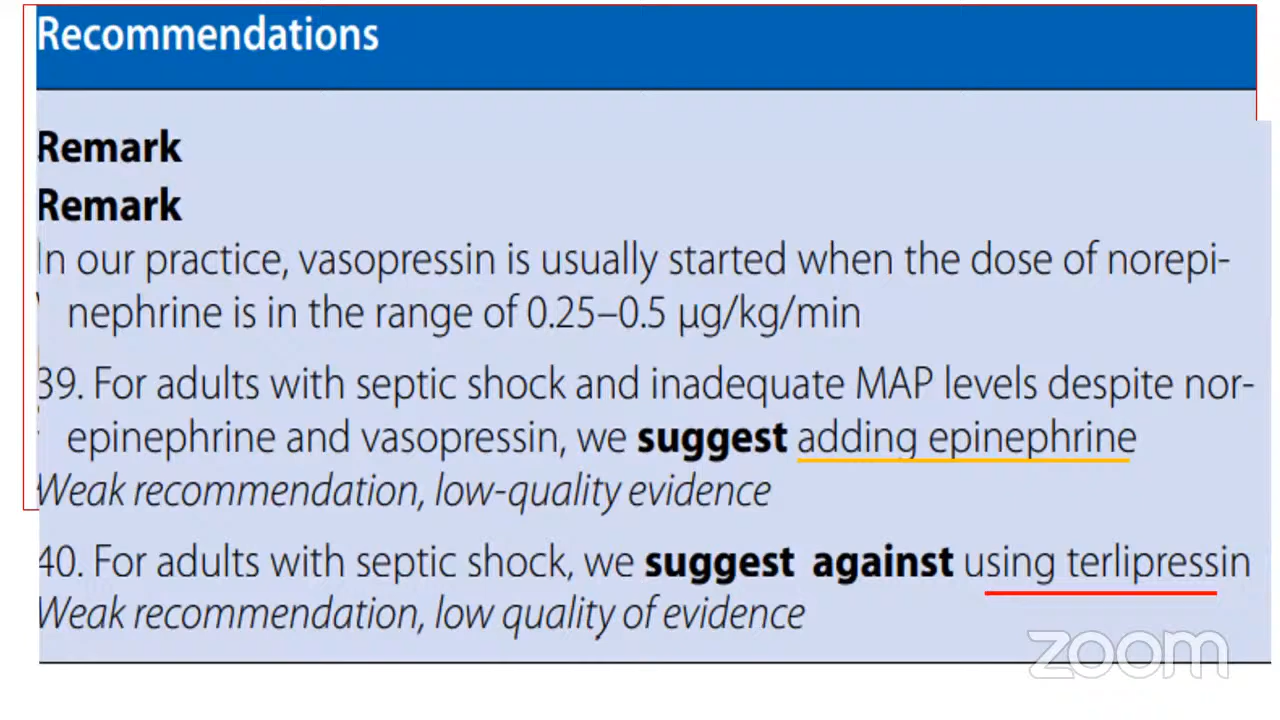 Recommendations
Remark
Remark
In our practice, vasopressin is usually started when the dose of norepi-
nephrine is in the range of 0.25–0.5 μg/kg/min
39. For adults with septic shock and inadequate MAP levels despite nor-
epinephrine and vasopressin, we suggest adding epinephrine
Weak recommendation, low-quality evidence
40. For adults with septic shock, we suggest against using terlipressin
Weak recommendation, low quality of evidence
zoom